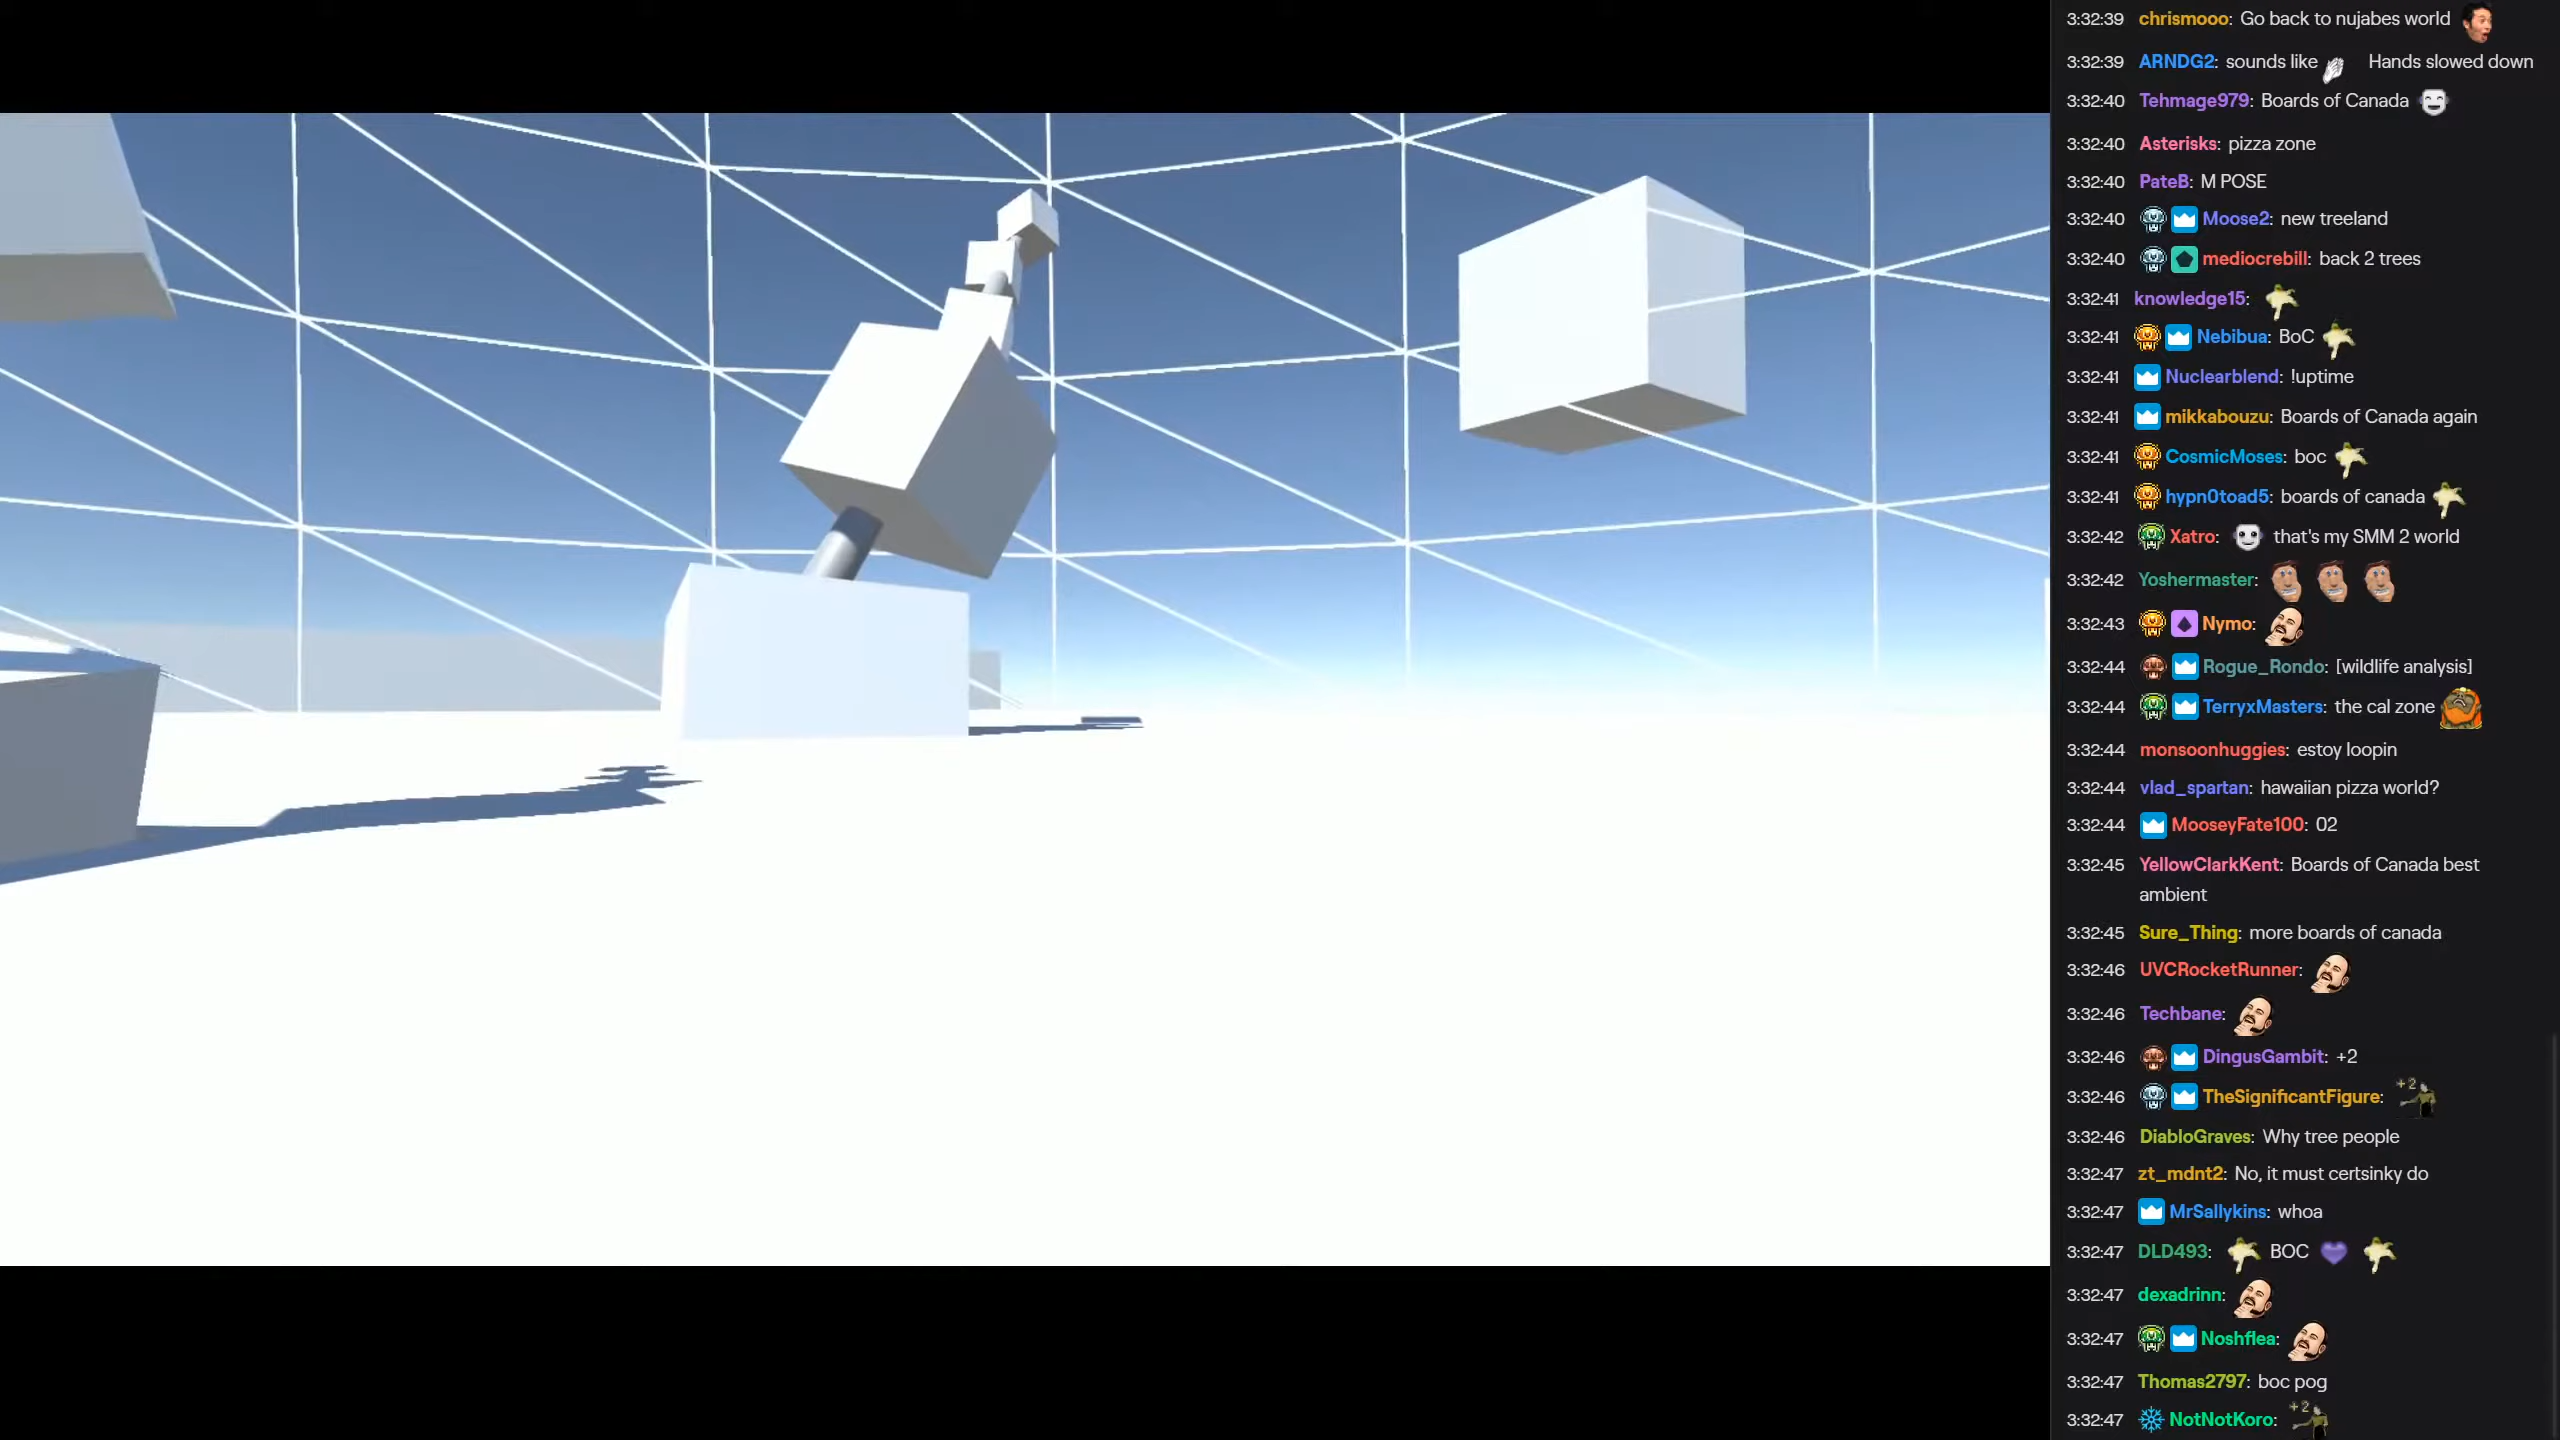 3:32:39 chrismooo: Go back to nujabes world
3:32:39 ARNDG2: sounds like Hands slowed down
3:32:40 Tehmage979: Boards of Canada
3:32:40 Asterisks: pizza zone
3:32:40 PateB: M POSE
3:32:40 Moose2: new treeland
3:32:40 mediocrebill: back 2 trees
3:32:41 knowledge15:
3:32:41 Nebibua: BoC
3:32:41 Nuclearblend: !uptime
3:32:41 mikkabouzu: Boards of Canada again
3:32:41 CosmicMoses: boc
3:32:41 hypn0toad5: boards of canada
3:32:42 Xatro: that's my SMM 2 world
3:32:42 Yoshermaster:
3:32:43 Nymo:
3:32:44 Rogue_Rondo: [wildlife analysis]
3:32:44 TerryxMasters: the cal zone
3:32:44 monsoonhuggies: estoy loopin
3:32:44 vlad_spartan: hawaiian pizza world?
3:32:44 MooseyFate100: 02
3:32:45 YellowClarkKent: Boards of Canada best
ambient
3:32:45 Sure_Thing: more boards of canada
3:32:46 UVCRocketRunner:
3:32:46 Techbane:
3:32:46 DingusGambit: +2
3:32:46 TheSignificantFigure: +2
3:32:46 DiabloGraves: Why tree people
3:32:47 zt_mdnt2: No, it must certsinky do
3:32:47 MrSallykins: whoa
3:32:47 DLD493: BOC
3:32:47 dexadrinn:
3:32:47 Noshflea:
3:32:47 Thomas2797: boc pog
3:32:47 NotNotKoro: +2